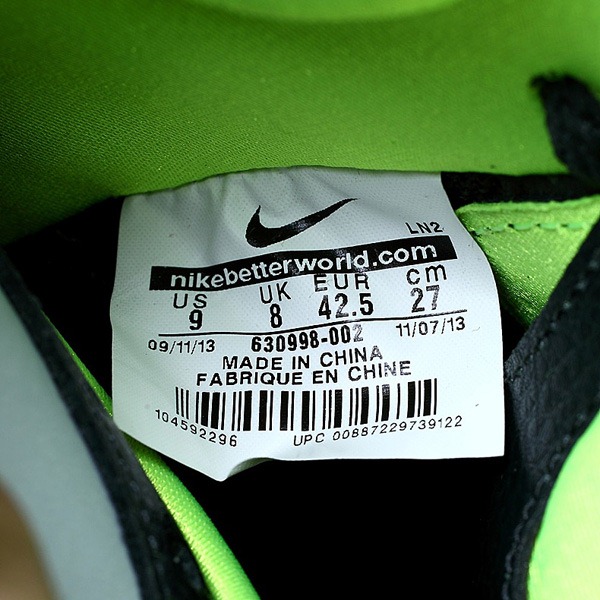 LN2
nikebetterworld.com
US UK EUR cm
9 8 42.5 27
09/11/13 630998-002 11/07/13
MADE IN CHINA
FABRIQUE EN CHINE
104592296 UPC 00887229739122